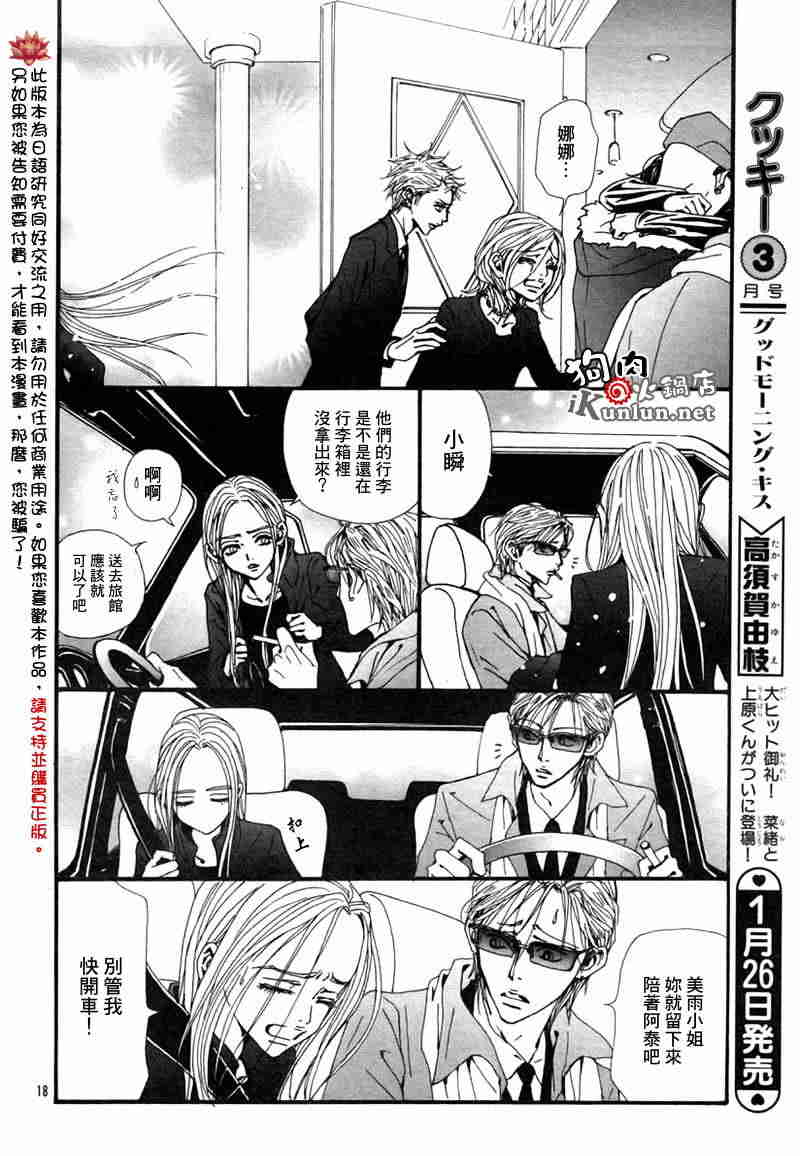 クッキー
3
月号
グッドモーニング・キス
高須賀由枝
たかすかゆえ
大ヒット御礼！ 菜緒と
上原くんがついに登場！
1月26日発売
娜娜…
狗肉火鍋店
iKunlun.net
小瞬
他們的行李
是不是還在
行李箱裡
沒拿出來？
啊啊
我忘了
送去旅館
應該就
可以了吧
扣上
美雨小姐
妳就留下來
陪著阿泰吧
別管我
快開車！
18
此版本為日語研究同好交流之用，請勿用於任何商業用途。如果您喜歡本作品，請支持並購買正版。
另如果您被告知需要付費，才能看到本漫畫，那麼，您被騙了！